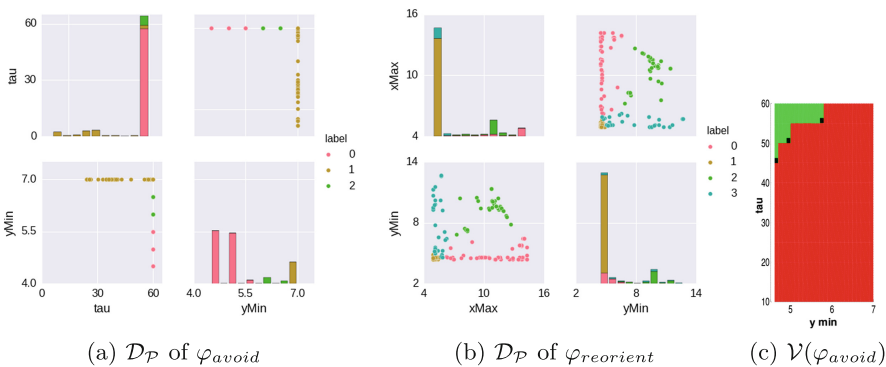 60
30
0
tau
7.0
5.5
4.0
yMin
0 30 60
tau
4.0 5.5 7.0
yMin
label
0
1
2
16
10
4
xMax
14
8
2
yMin
4 10 16
xMax
2 8 14
yMin
label
0
1
2
3
60
50
40
30
20
10
tau
5 6 7
y min
(a) 𝒟_𝒫 of φ_avoid
(b) 𝒟_𝒫 of φ_reorient
(c) 𝒱(φ_avoid)